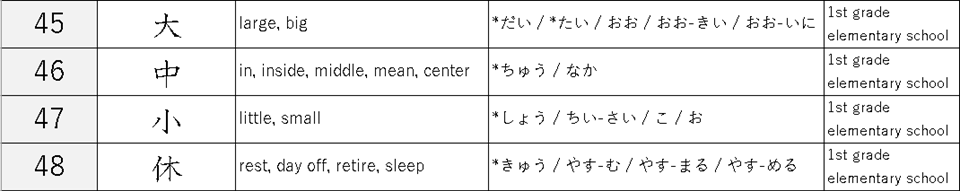 45 大 large, big *だい / *たい / おお / おお-きい / おお-いに 1st grade elementary school
46 中 in, inside, middle, mean, center *ちゅう / なか 1st grade elementary school
47 小 little, small *しょう / ちい-さい / こ / お 1st grade elementary school
48 休 rest, day off, retire, sleep *きゅう / やす-む / やす-まる / やす-める 1st grade elementary school